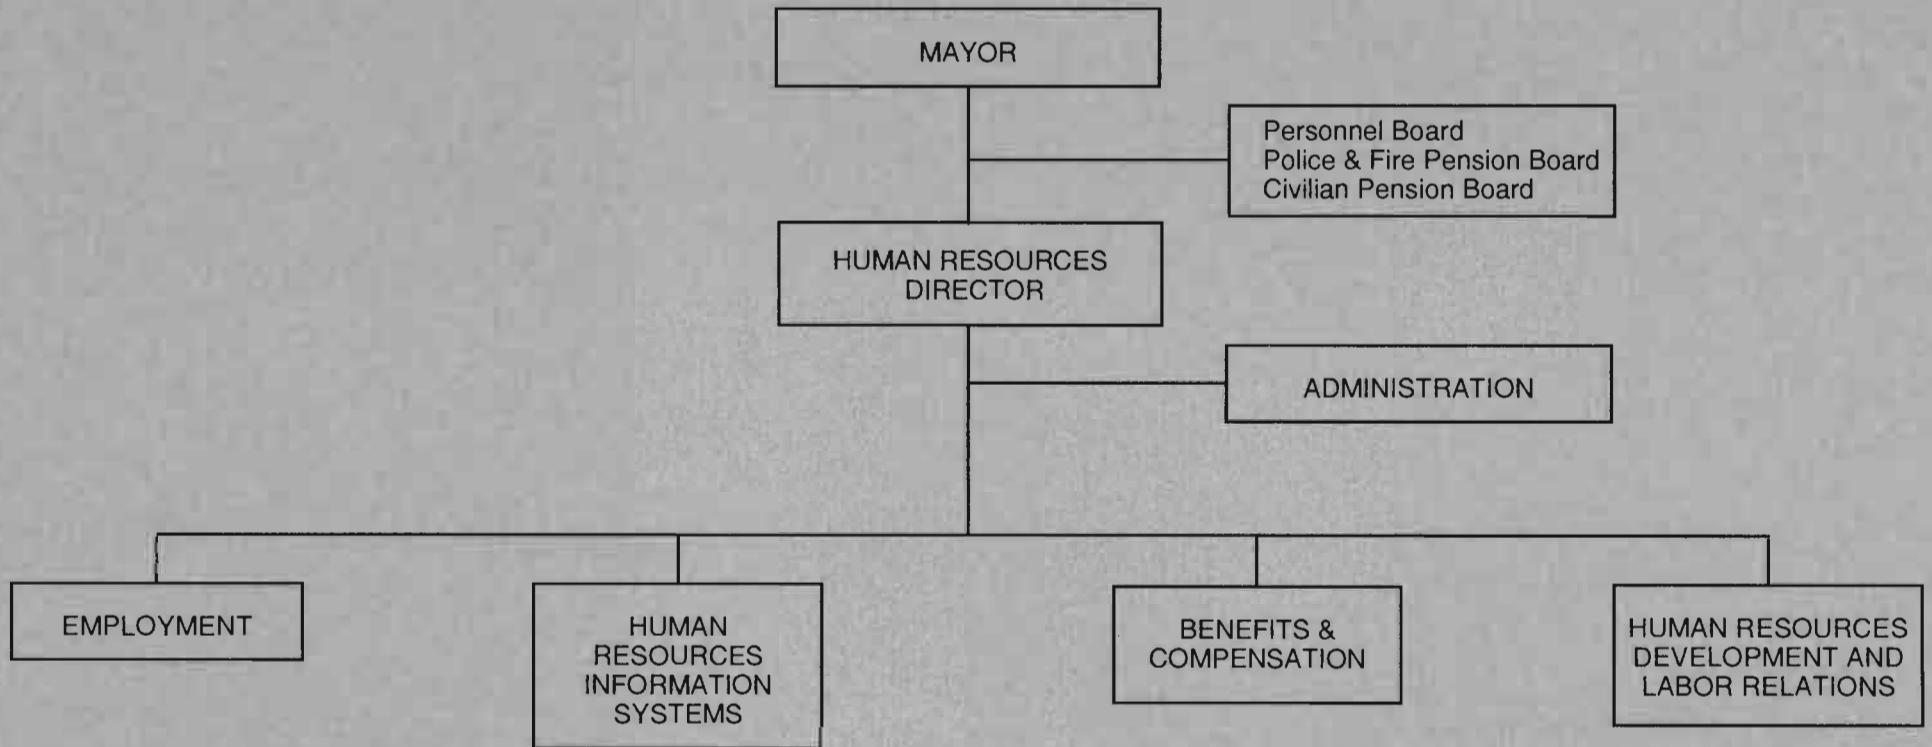 MAYOR
Personnel Board
Police & Fire Pension Board
Civilian Pension Board
HUMAN RESOURCES
DIRECTOR
ADMINISTRATION
EMPLOYMENT
HUMAN
RESOURCES
INFORMATION
SYSTEMS
BENEFITS &
COMPENSATION
HUMAN RESOURCES
DEVELOPMENT AND
LABOR RELATIONS